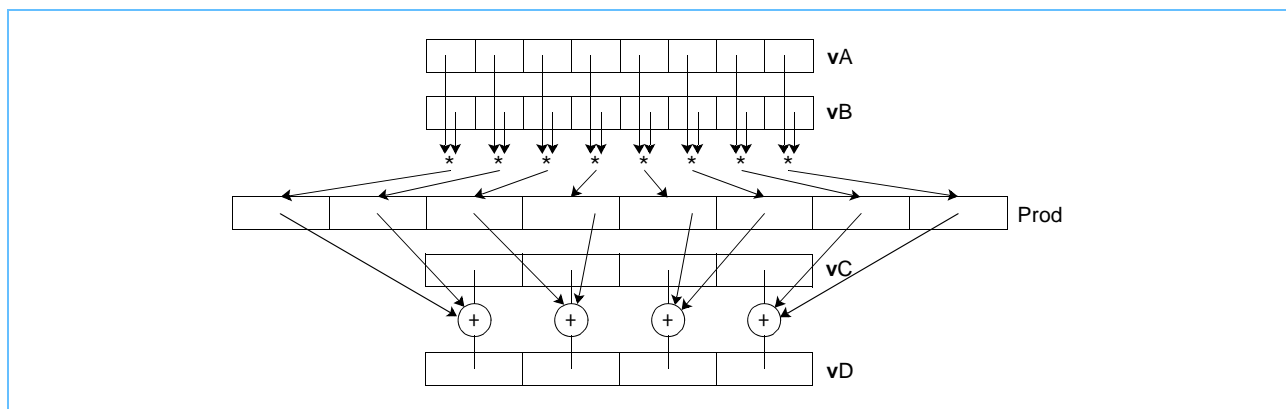 vA
vB
* * * * * * * *
Prod
vC
+ + + +
vD